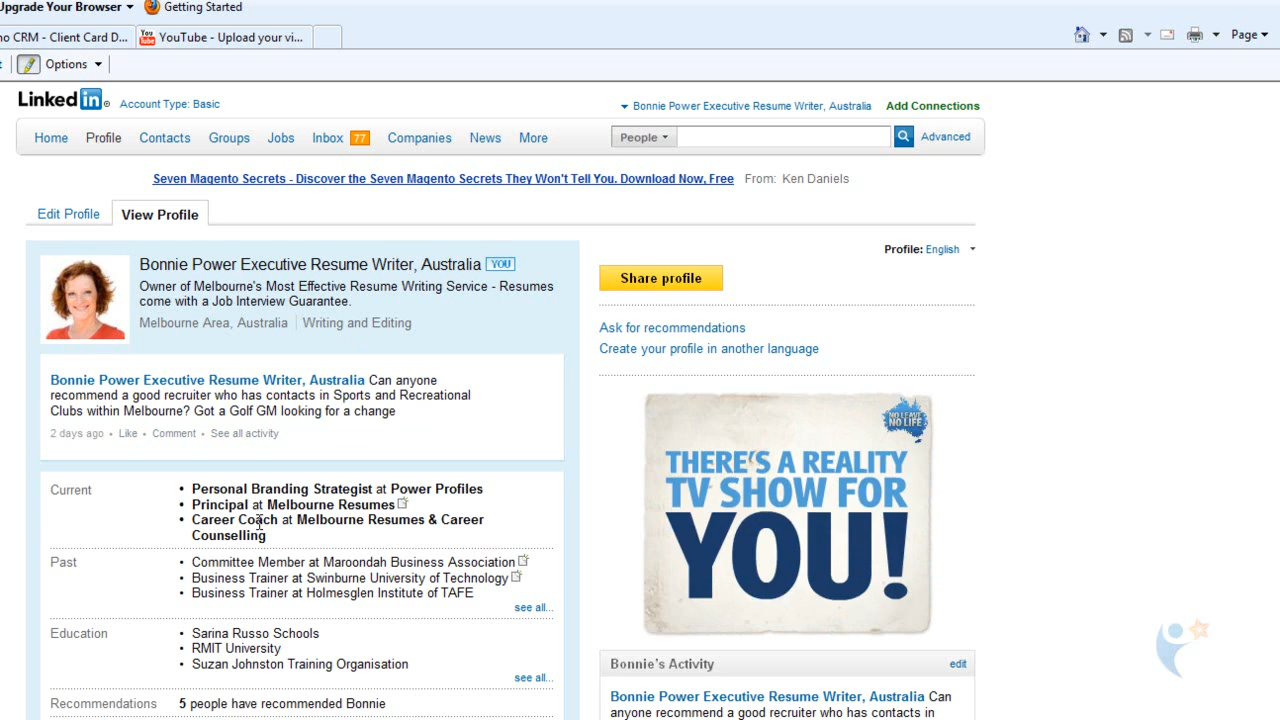 Upgrade Your Browser Getting Started
no CRM - Client Card D... YouTube - Upload your vi... Page
Options
Linked in Account Type: Basic Bonnie Power Executive Resume Writer, Australia Add Connections
Home Profile Contacts Groups Jobs Inbox 77 Companies News More People Advanced
Seven Magento Secrets - Discover the Seven Magento Secrets They Won't Tell You. Download Now, Free From: Ken Daniels
Edit Profile View Profile
Profile: English
Bonnie Power Executive Resume Writer, Australia YOU
Owner of Melbourne's Most Effective Resume Writing Service - Resumes
come with a Job Interview Guarantee.
Melbourne Area, Australia Writing and Editing
Bonnie Power Executive Resume Writer, Australia Can anyone
recommend a good recruiter who has contacts in Sports and Recreational
Clubs within Melbourne? Got a Golf GM looking for a change
2 days ago • Like • Comment • See all activity
Current
• Personal Branding Strategist at Power Profiles
• Principal at Melbourne Resumes
• Career Coach at Melbourne Resumes & Career
Counselling
Past
• Committee Member at Maroondah Business Association
• Business Trainer at Swinburne University of Technology
• Business Trainer at Holmesglen Institute of TAFE
see all...
Education
• Sarina Russo Schools
• RMIT University
• Suzan Johnston Training Organisation
see all...
Recommendations 5 people have recommended Bonnie
Share profile
Ask for recommendations
Create your profile in another language
NO LEAVE
NO LIFE
THERE'S A REALITY
TV SHOW FOR
YOU!
Bonnie's Activity edit
Bonnie Power Executive Resume Writer, Australia Can
anyone recommend a good recruiter who has contacts in